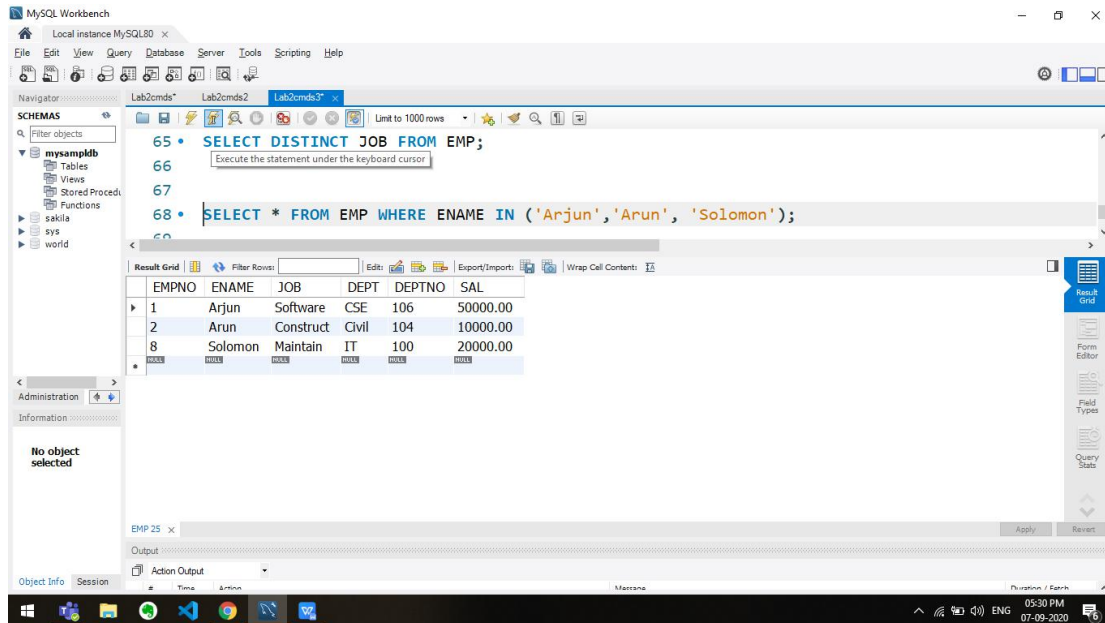 MySQL Workbench
Local instance MySQL80
File Edit View Query Database Server Tools Scripting Help
Navigator
Lab2cmds* Lab2cmds2 Lab2cmds3*
SCHEMAS
Limit to 1000 rows
Filter objects
mysampldb
Tables
Views
Stored Procedu
Functions
sakila
sys
world
65 SELECT DISTINCT JOB FROM EMP;
Execute the statement under the keyboard cursor
66
67
68 SELECT * FROM EMP WHERE ENAME IN ('Arjun','Arun', 'Solomon');
69
Result Grid Filter Rows: Edit: Export/Import: Wrap Cell Content:
EMPNO ENAME JOB DEPT DEPTNO SAL
1 Arjun Software CSE 106 50000.00
2 Arun Construct Civil 104 10000.00
8 Solomon Maintain IT 100 20000.00
NULL NULL NULL NULL NULL NULL
Result
Grid
Form
Editor
Field
Types
Query
Stats
Administration
Information
No object
selected
EMP 25
Apply Revert
Output
Action Output
# Time Action Message Duration / Fetch
Object Info Session
ENG
05:30 PM
07-09-2020
6